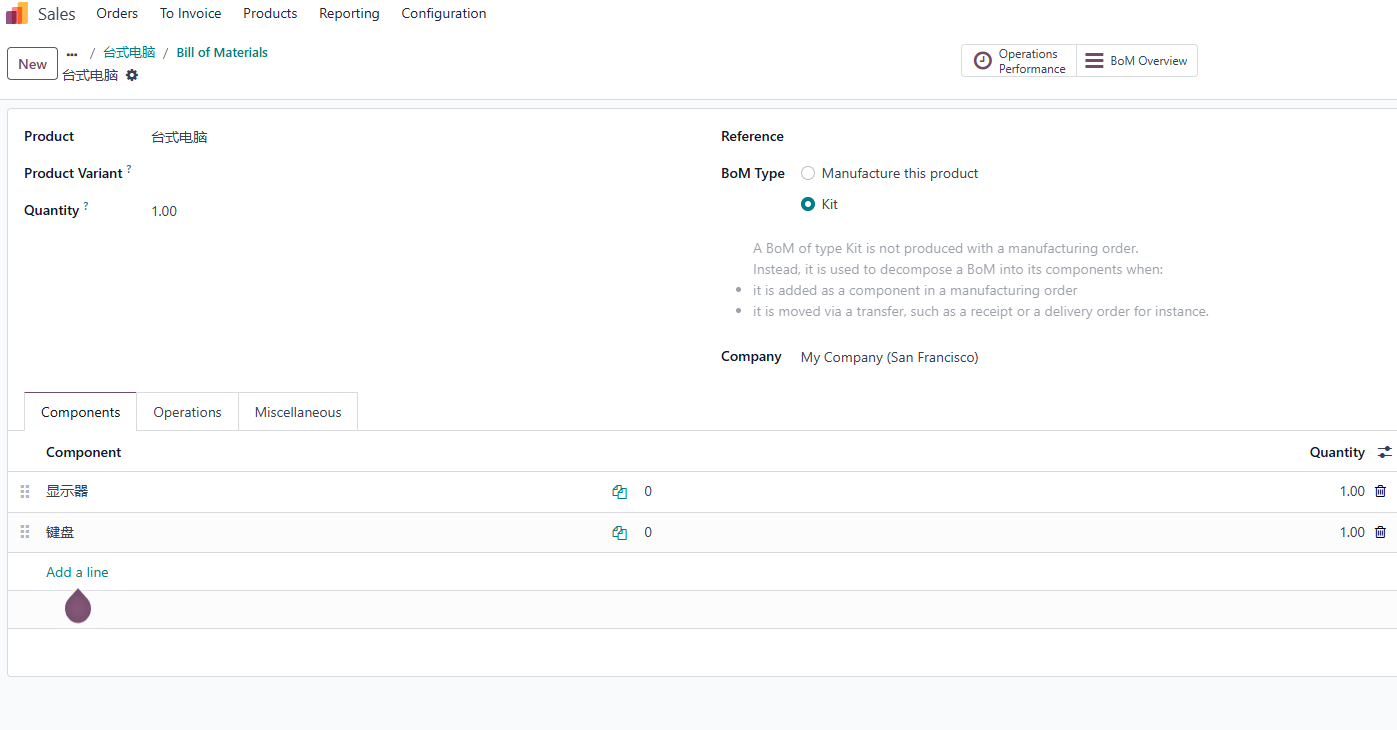 Sales Orders To Invoice Products Reporting Configuration
New
... / 台式电脑 / Bill of Materials
台式电脑
Operations
Performance
BoM Overview
Product 台式电脑
Product Variant ?
Quantity ? 1.00
Reference
BoM Type Manufacture this product
Kit
A BoM of type Kit is not produced with a manufacturing order.
Instead, it is used to decompose a BoM into its components when:
• it is added as a component in a manufacturing order
• it is moved via a transfer, such as a receipt or a delivery order for instance.
Company My Company (San Francisco)
Components Operations Miscellaneous
Component Quantity
显示器 0 1.00
键盘 0 1.00
Add a line